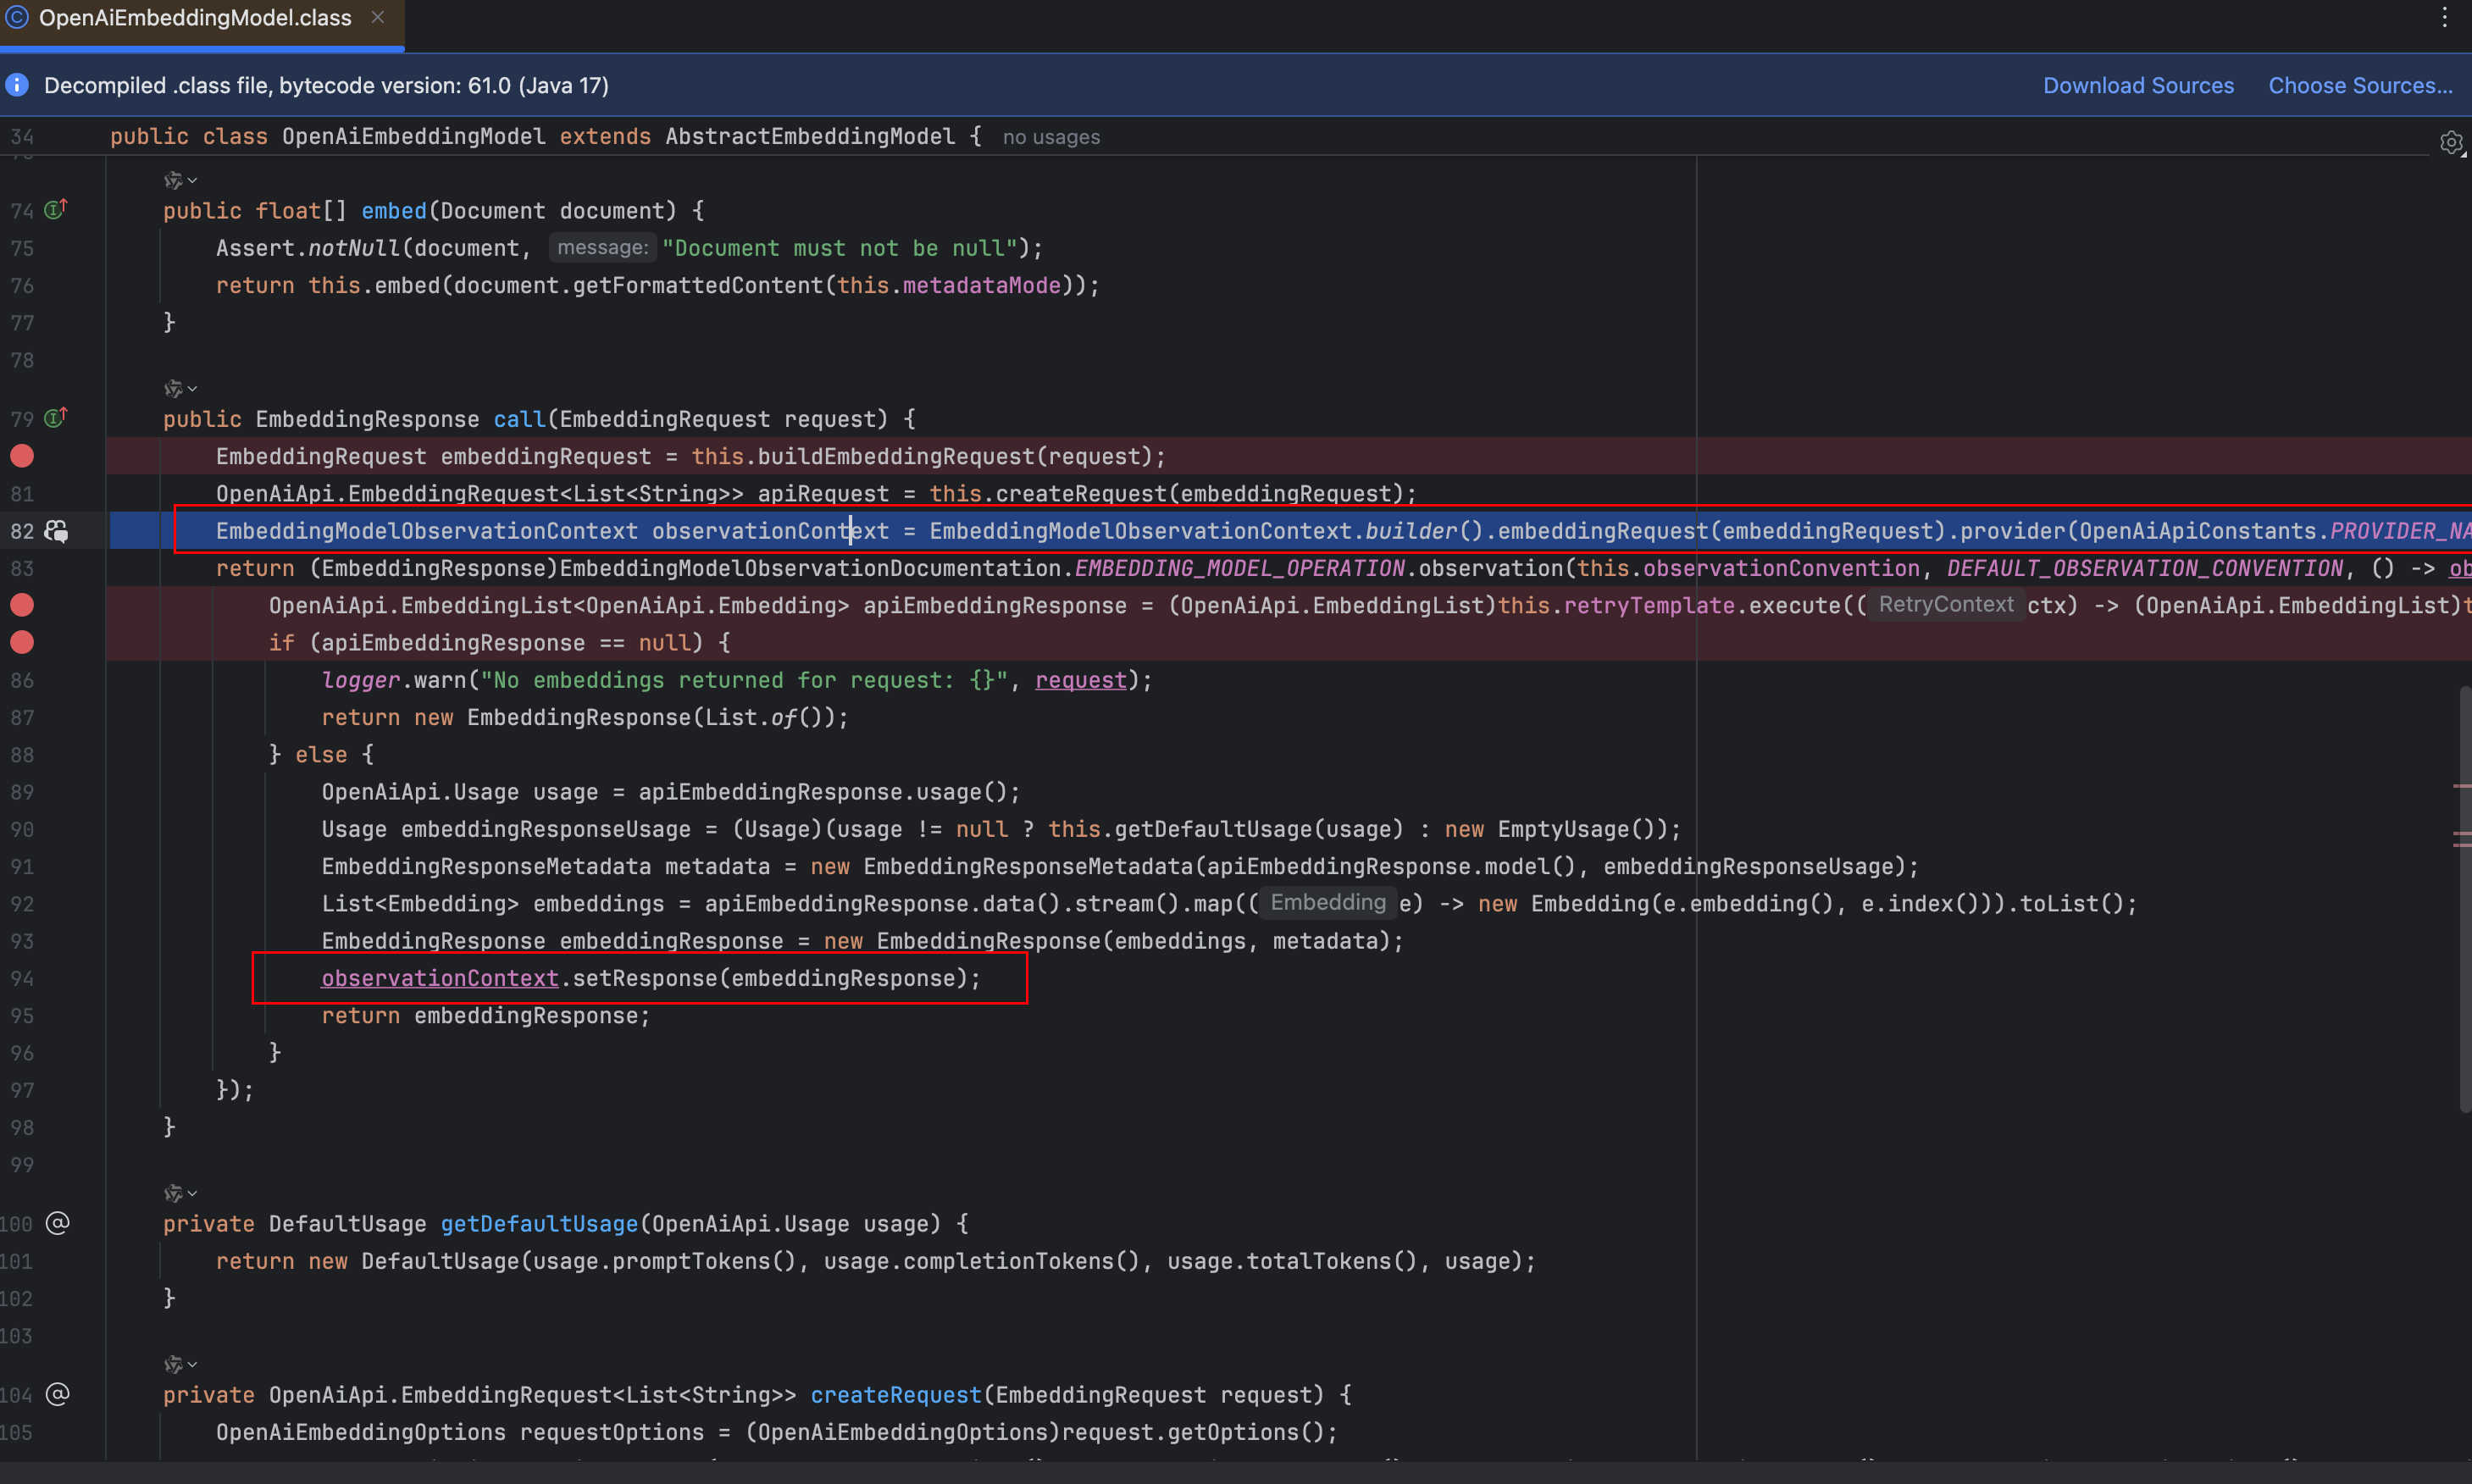 OpenAiEmbeddingModel.class
Decompiled .class file, bytecode version: 61.0 (Java 17)
Download Sources Choose Sources...
34 public class OpenAiEmbeddingModel extends AbstractEmbeddingModel { no usages
74 public float[] embed(Document document) {
75 Assert.notNull(document, message: "Document must not be null");
76 return this.embed(document.getFormattedContent(this.metadataMode));
77 }
78
79 public EmbeddingResponse call(EmbeddingRequest request) {
EmbeddingRequest embeddingRequest = this.buildEmbeddingRequest(request);
81 OpenAiApi.EmbeddingRequest<List<String>> apiRequest = this.createRequest(embeddingRequest);
82 EmbeddingModelObservationContext observationContext = EmbeddingModelObservationContext.builder().embeddingRequest(embeddingRequest).provider(OpenAiApiConstants.PROVIDER_NA
83 return (EmbeddingResponse)EmbeddingModelObservationDocumentation.EMBEDDING_MODEL_OPERATION.observation(this.observationConvention, DEFAULT_OBSERVATION_CONVENTION, () -> ob
OpenAiApi.EmbeddingList<OpenAiApi.Embedding> apiEmbeddingResponse = (OpenAiApi.EmbeddingList)this.retryTemplate.execute(( RetryContext ctx) -> (OpenAiApi.EmbeddingList)t
if (apiEmbeddingResponse == null) {
86 logger.warn("No embeddings returned for request: {}", request);
87 return new EmbeddingResponse(List.of());
88 } else {
89 OpenAiApi.Usage usage = apiEmbeddingResponse.usage();
90 Usage embeddingResponseUsage = (Usage)(usage != null ? this.getDefaultUsage(usage) : new EmptyUsage());
91 EmbeddingResponseMetadata metadata = new EmbeddingResponseMetadata(apiEmbeddingResponse.model(), embeddingResponseUsage);
92 List<Embedding> embeddings = apiEmbeddingResponse.data().stream().map(( Embedding e) -> new Embedding(e.embedding(), e.index())).toList();
93 EmbeddingResponse embeddingResponse = new EmbeddingResponse(embeddings, metadata);
94 observationContext.setResponse(embeddingResponse);
95 return embeddingResponse;
96 }
97 });
98 }
99
100 private DefaultUsage getDefaultUsage(OpenAiApi.Usage usage) {
101 return new DefaultUsage(usage.promptTokens(), usage.completionTokens(), usage.totalTokens(), usage);
102 }
103
104 private OpenAiApi.EmbeddingRequest<List<String>> createRequest(EmbeddingRequest request) {
105 OpenAiEmbeddingOptions requestOptions = (OpenAiEmbeddingOptions)request.getOptions();